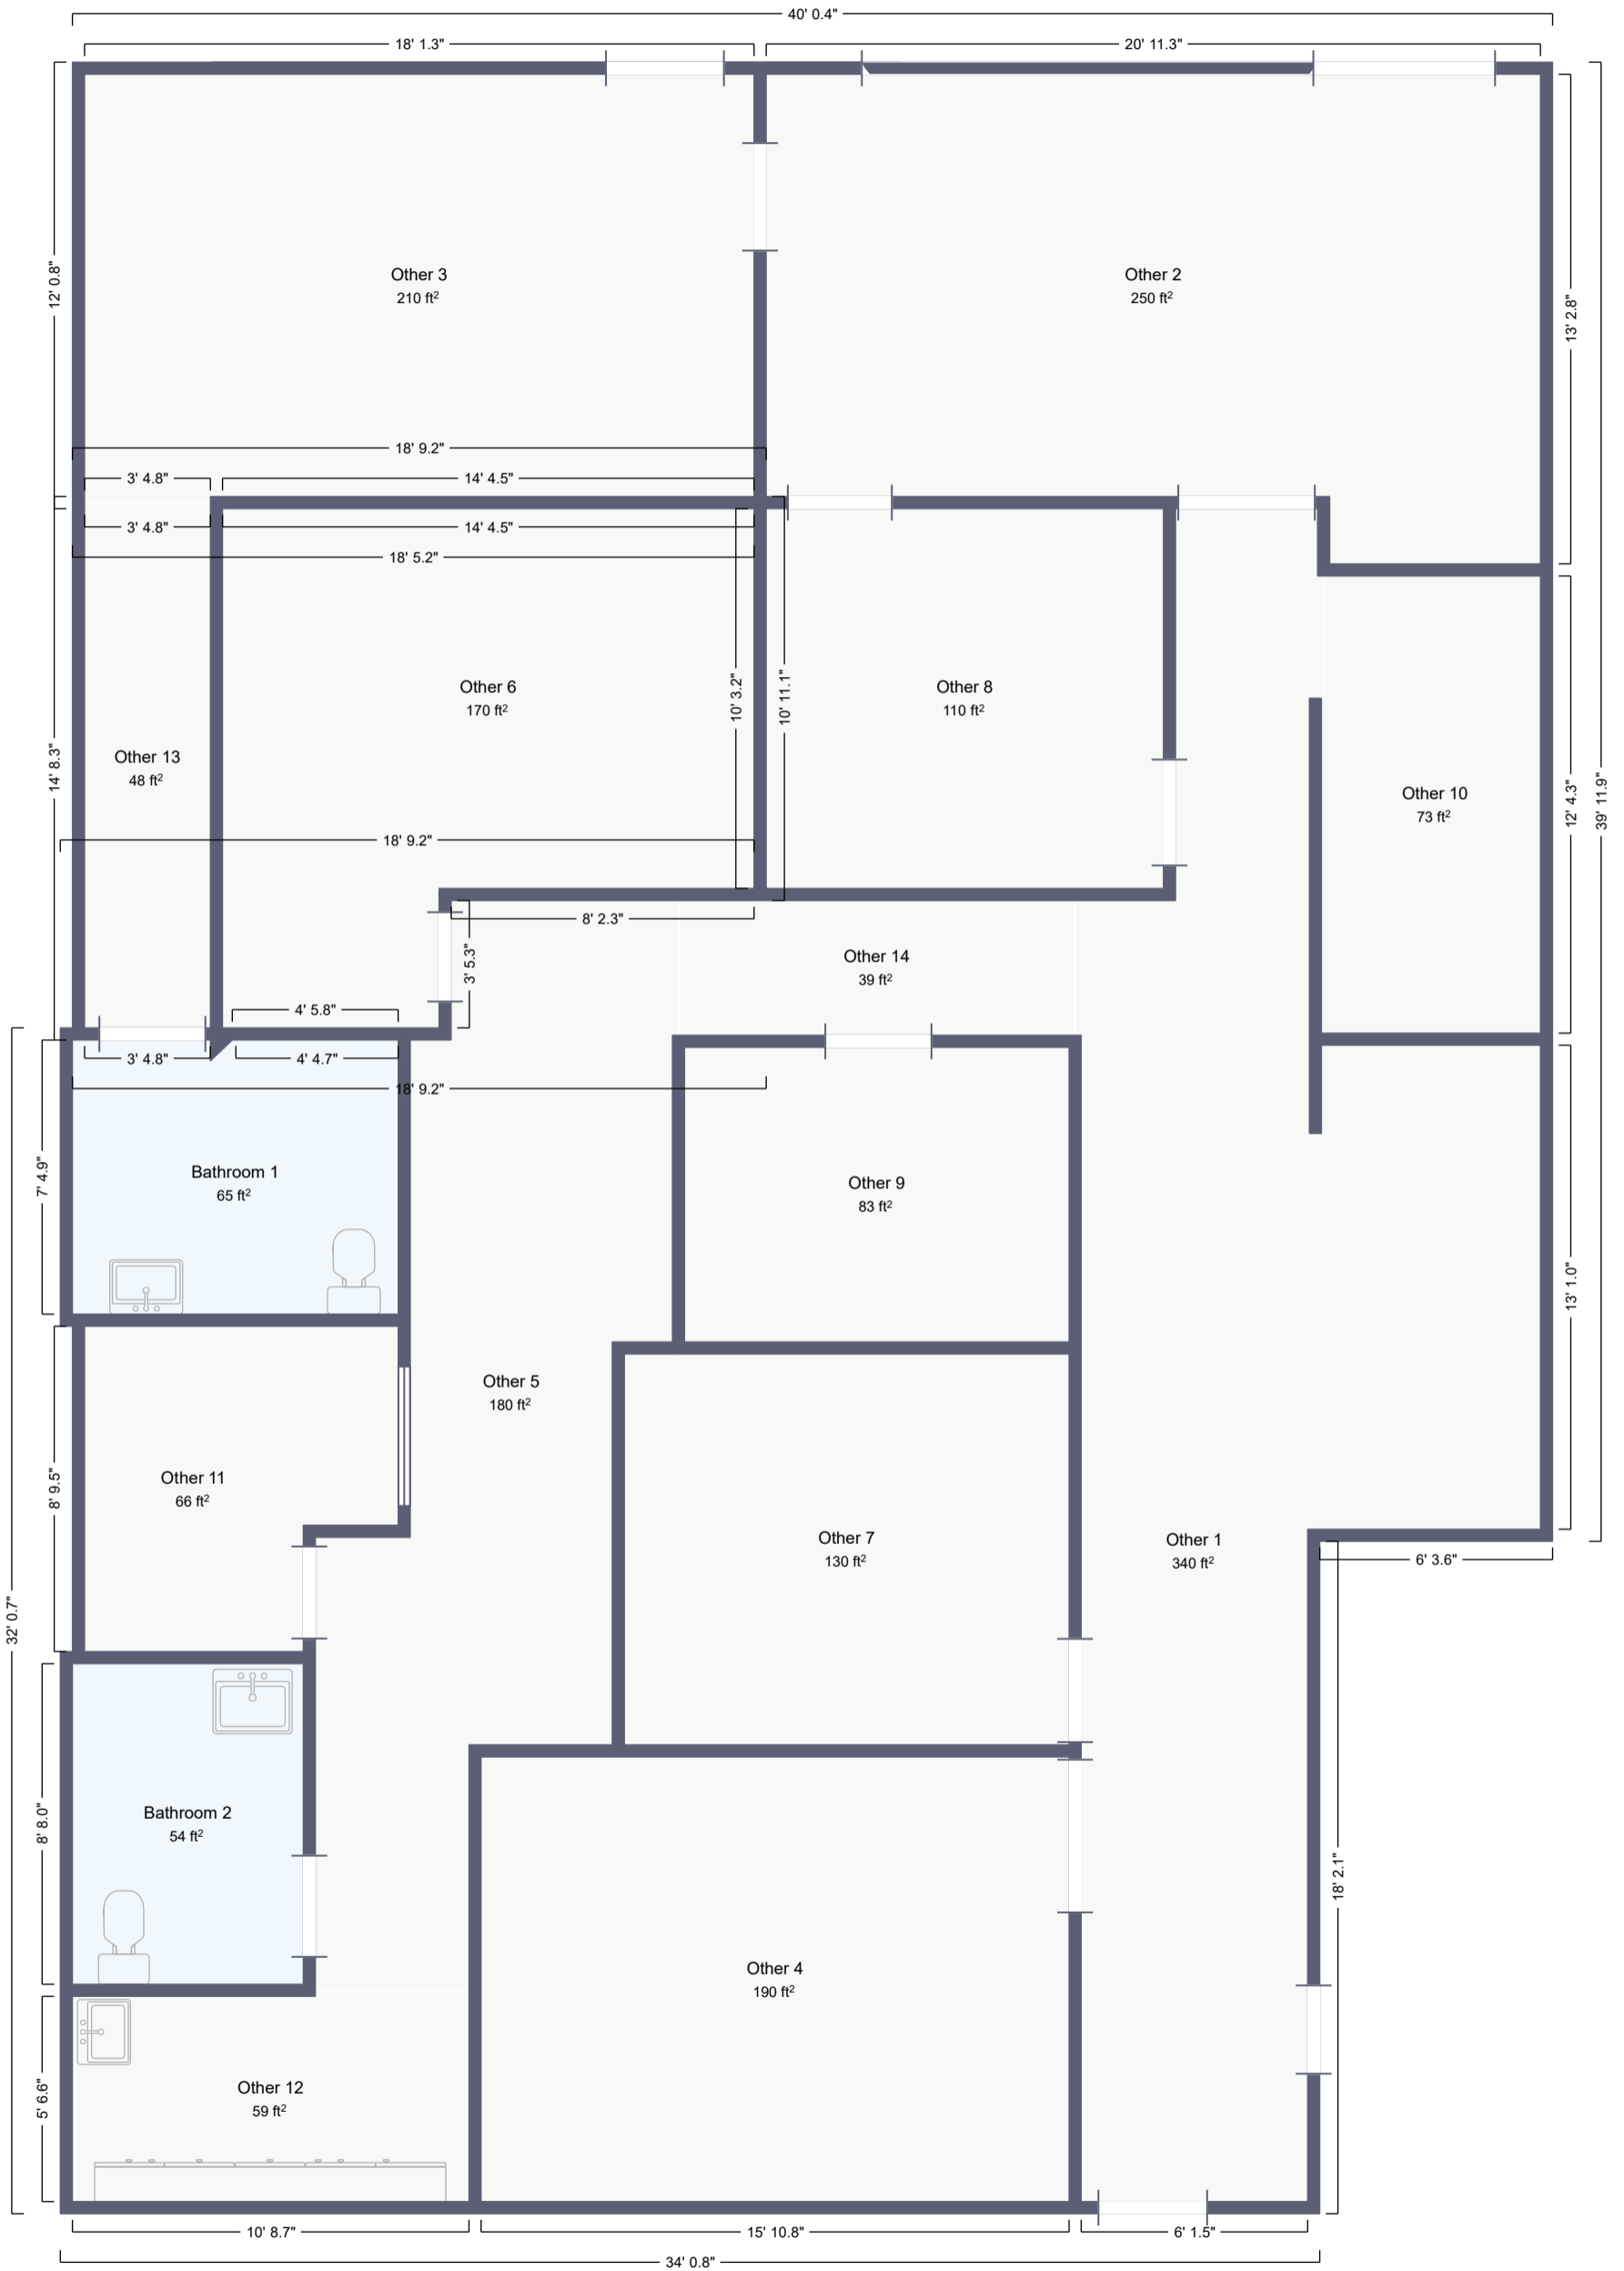 40' 0.4"
18' 1.3"
20' 11.3"
12' 0.8"
Other 3
210 ft²
Other 2
250 ft²
13' 2.8"
18' 9.2"
3' 4.8"
14' 4.5"
3' 4.8"
14' 4.5"
18' 5.2"
Other 6
170 ft²
10' 3.2"
10' 11.1"
Other 8
110 ft²
14' 8.3"
Other 13
48 ft²
Other 10
73 ft²
12' 4.3"
39' 11.9"
18' 9.2"
8' 2.3"
3' 5.3"
Other 14
39 ft²
4' 5.8"
3' 4.8"
4' 4.7"
18' 9.2"
7' 4.9"
Bathroom 1
65 ft²
Other 9
83 ft²
13' 1.0"
Other 5
180 ft²
8' 9.5"
Other 11
66 ft²
Other 7
130 ft²
Other 1
340 ft²
6' 3.6"
32' 0.7"
8' 8.0"
Bathroom 2
54 ft²
18' 2.1"
Other 4
190 ft²
5' 6.6"
Other 12
59 ft²
10' 8.7"
15' 10.8"
6' 1.5"
34' 0.8"